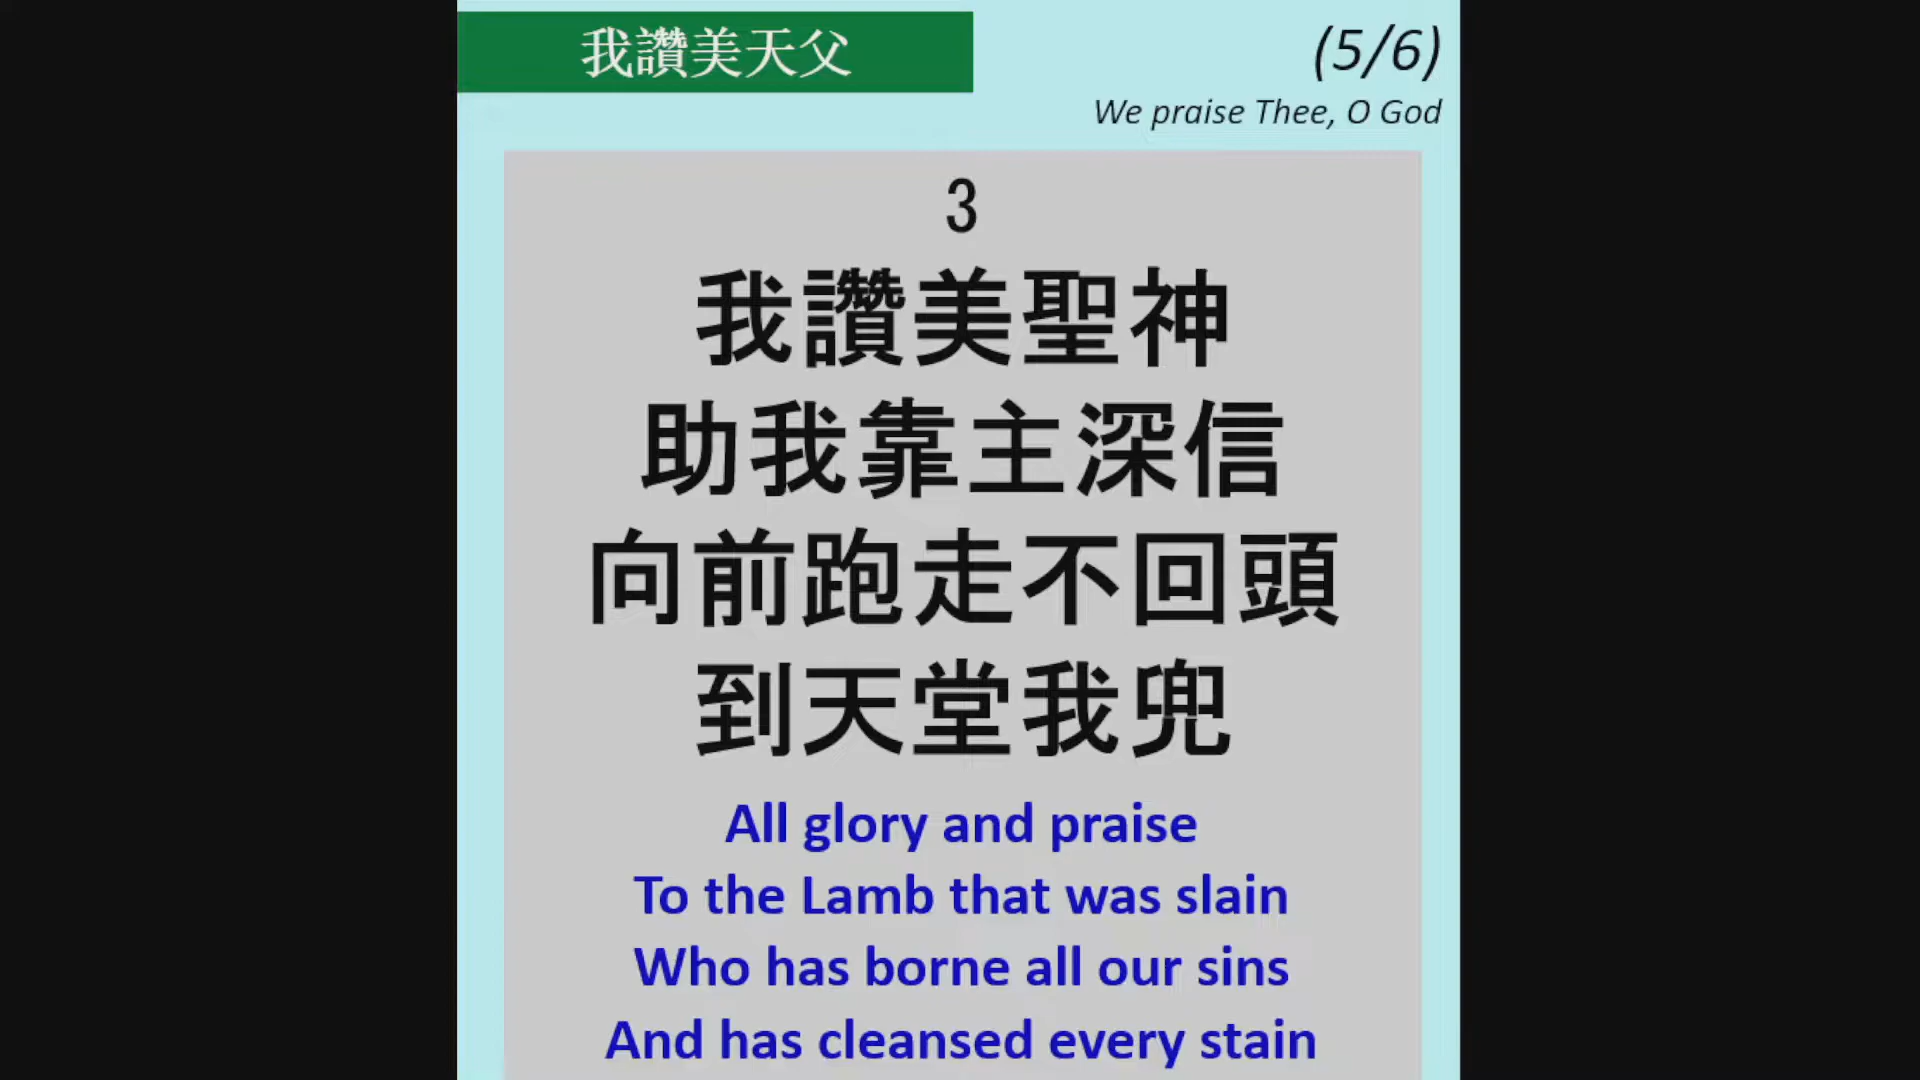 我讚美天父
(5/6)
We praise Thee, O God
3
我讚美聖神
助我靠主深信
向前跑走不回頭
到天堂我兜
All glory and praise
To the Lamb that was slain
Who has borne all our sins
And has cleansed every stain